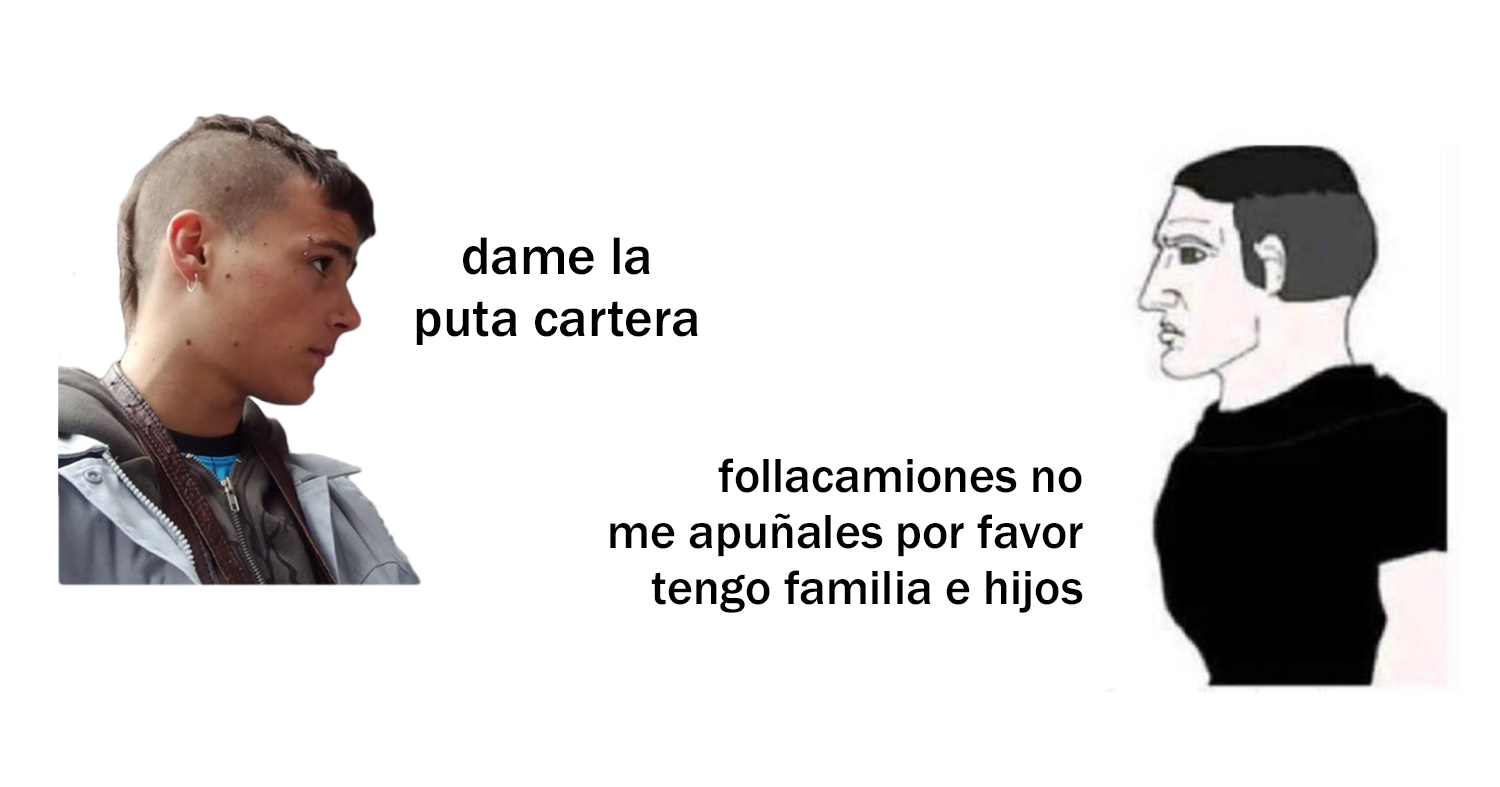 dame la
puta cartera
follacamiones no
me apuñales por favor
tengo familia e hijos